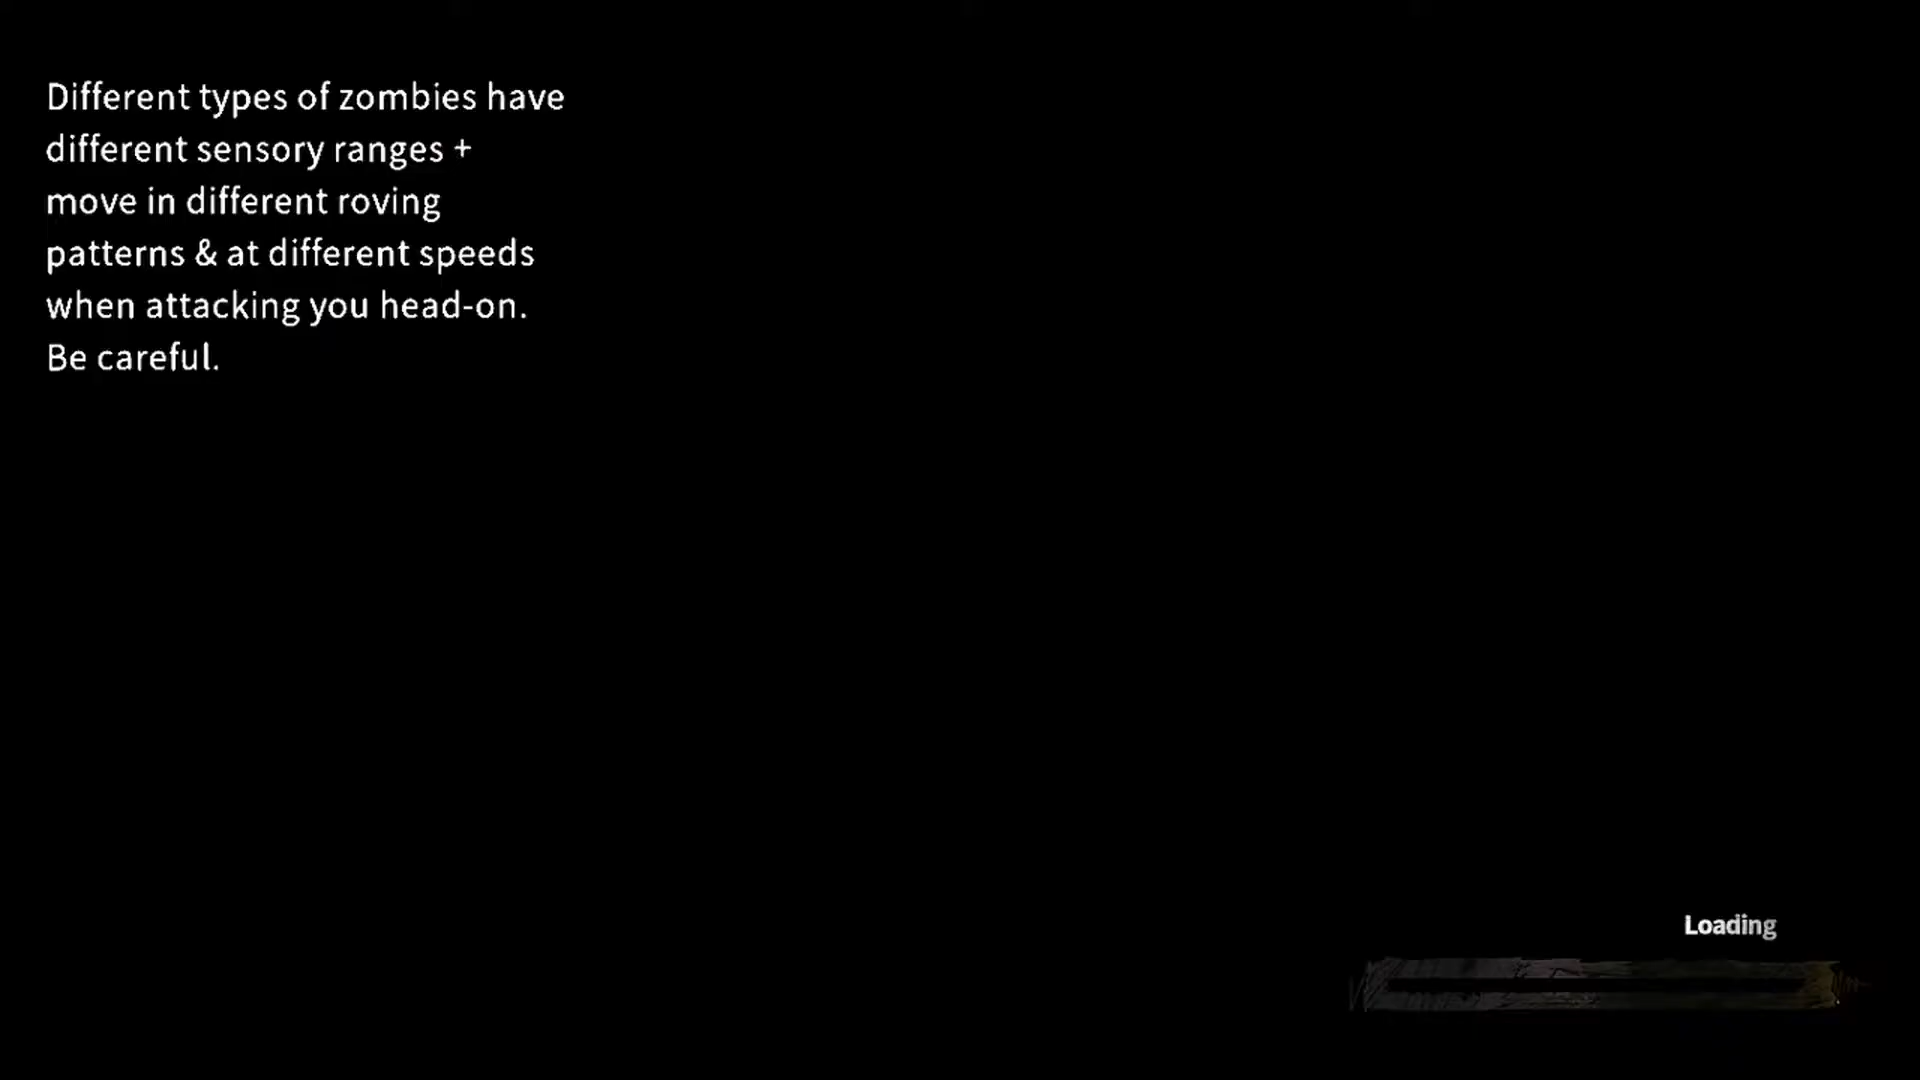 Different types of zombies have
different sensory ranges +
move in different roving
patterns & at different speeds
when attacking you head-on.
Be careful.
Loading